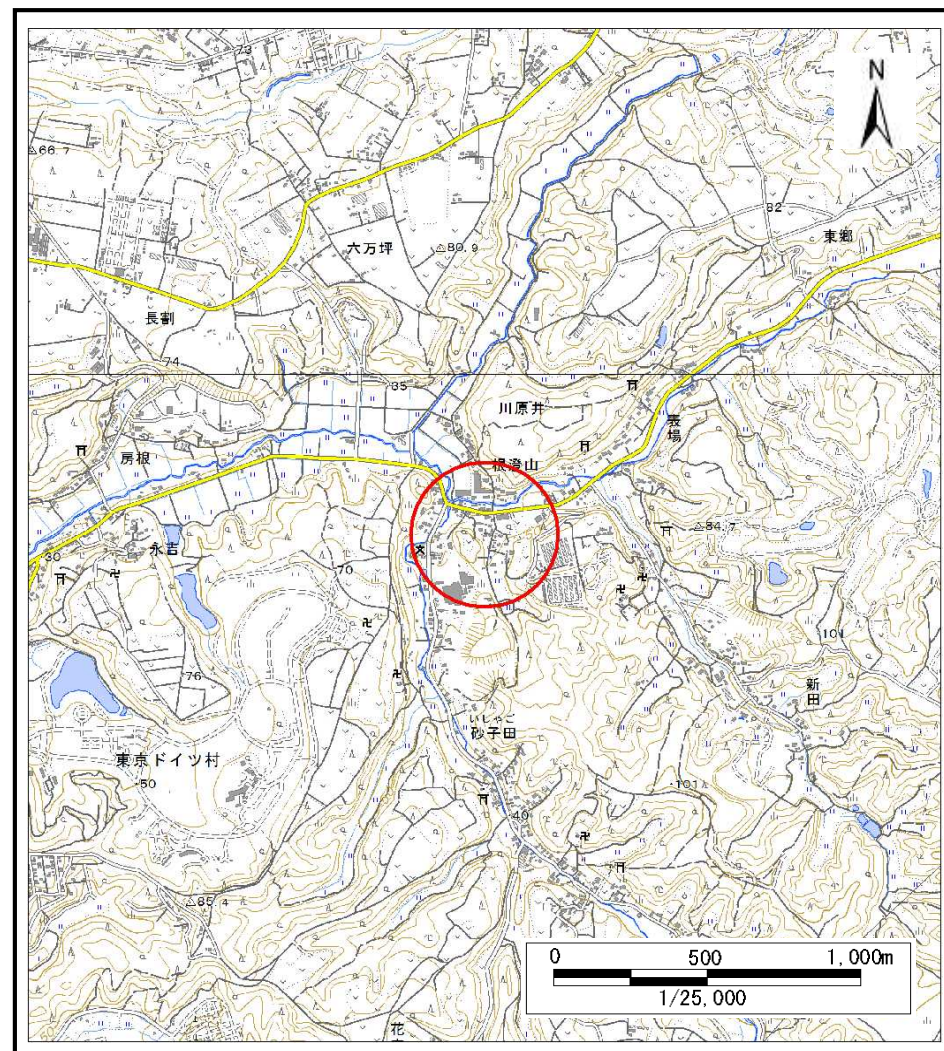 73
N
△66.7
82
六万坪
△80.9
東郷
長割
74
35
川原井
表場
房根
根澄山
△84.7
永吉
30
70
101
76
新田
いしゃご
砂子田
東京ドイツ村
50
101
40
△85.4
0 500 1,000m
1/25,000
花